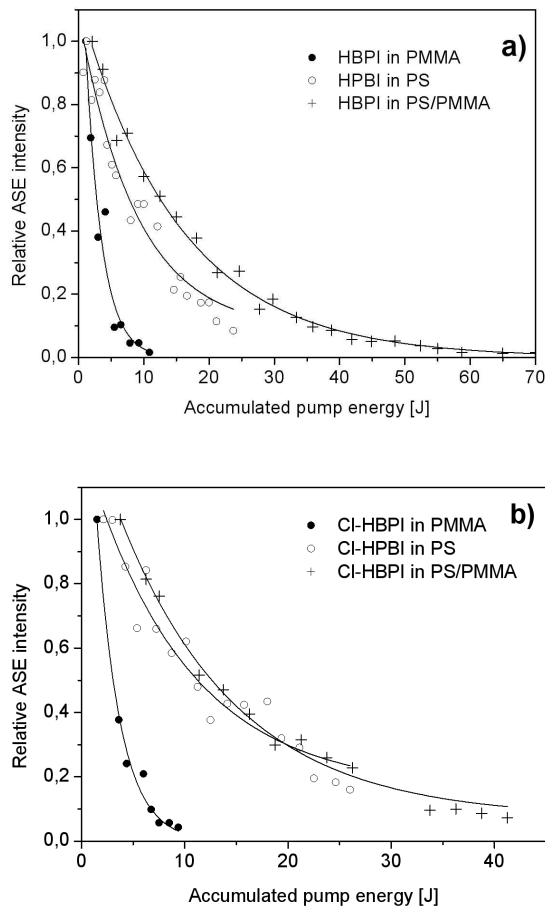 a)
HBPI in PMMA
HPBI in PS
HBPI in PS/PMMA
Relative ASE intensity
1,0
0,8
0,6
0,4
0,2
0,0
0 10 20 30 40 50 60 70
Accumulated pump energy [J]
b)
Cl-HBPI in PMMA
Cl-HPBI in PS
Cl-HBPI in PS/PMMA
Relative ASE intensity
1,0
0,8
0,6
0,4
0,2
0,0
0 10 20 30 40
Accumulated pump energy [J]